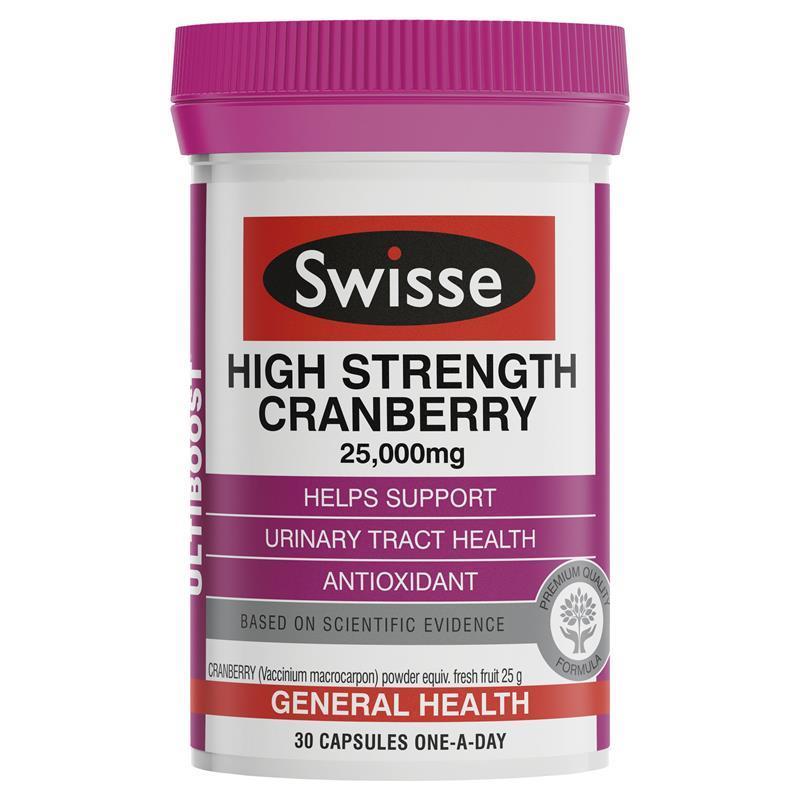 Swisse
HIGH STRENGTH
CRANBERRY
25,000mg
ULTIBOOST
HELPS SUPPORT
URINARY TRACT HEALTH
ANTIOXIDANT
BASED ON SCIENTIFIC EVIDENCE
PREMIUM QUALITY
FORMULA
CRANBERRY (Vaccinium macrocarpon) powder equiv. fresh fruit 25 g
GENERAL HEALTH
30 CAPSULES ONE-A-DAY